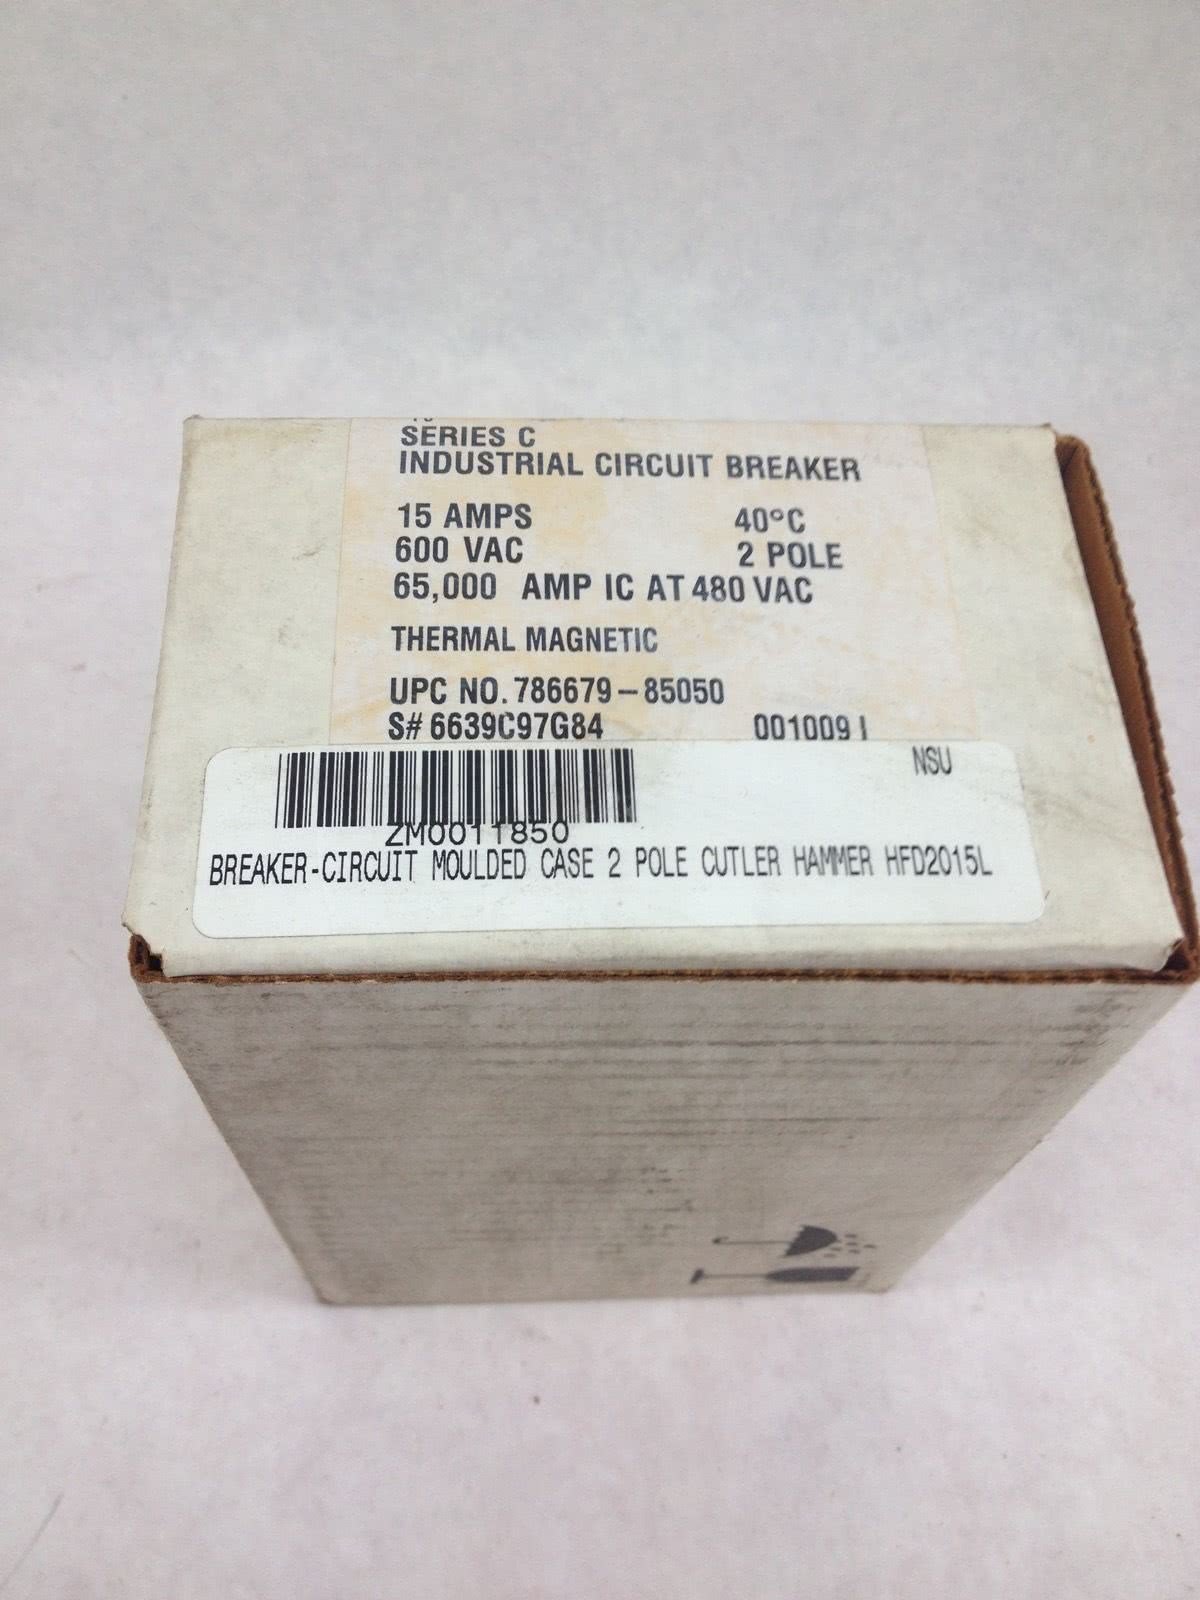 SERIES C
INDUSTRIAL CIRCUIT BREAKER
15 AMPS 40°C
600 VAC 2 POLE
65,000 AMP IC AT 480 VAC
THERMAL MAGNETIC
UPC NO. 786679-85050
S# 6639C97G84 001009
NSU
ZM0011850
BREAKER-CIRCUIT MOULDED CASE 2 POLE CUTLER HAMMER HFD2015L